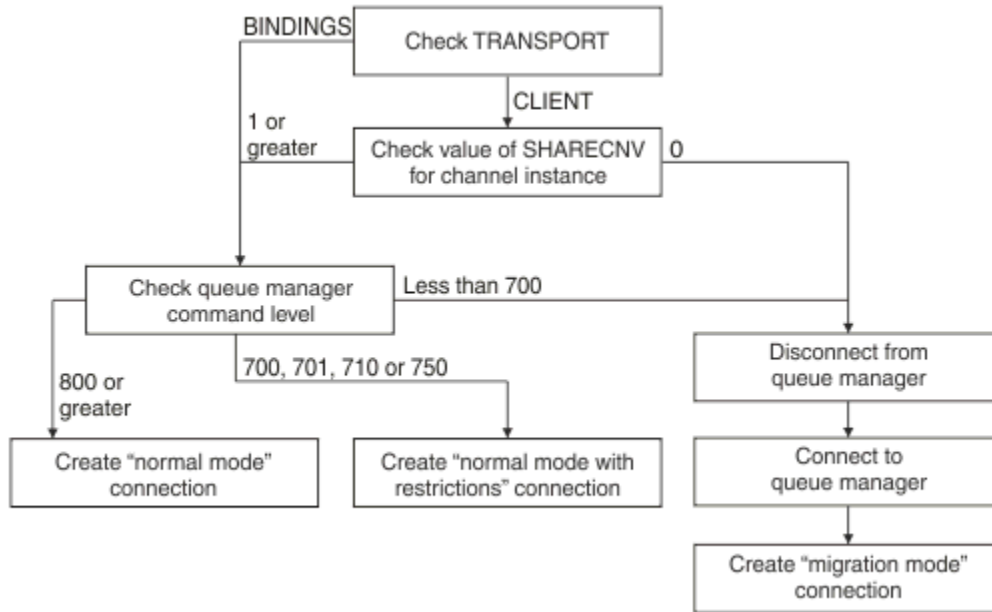 BINDINGS
Check TRANSPORT
CLIENT
1 or
greater
Check value of SHARECNV
for channel instance
0
Check queue manager
command level
Less than 700
700, 701, 710 or 750
800 or
greater
Disconnect from
queue manager
Create “normal mode”
connection
Create “normal mode with
restrictions” connection
Connect to
queue manager
Create “migration mode”
connection